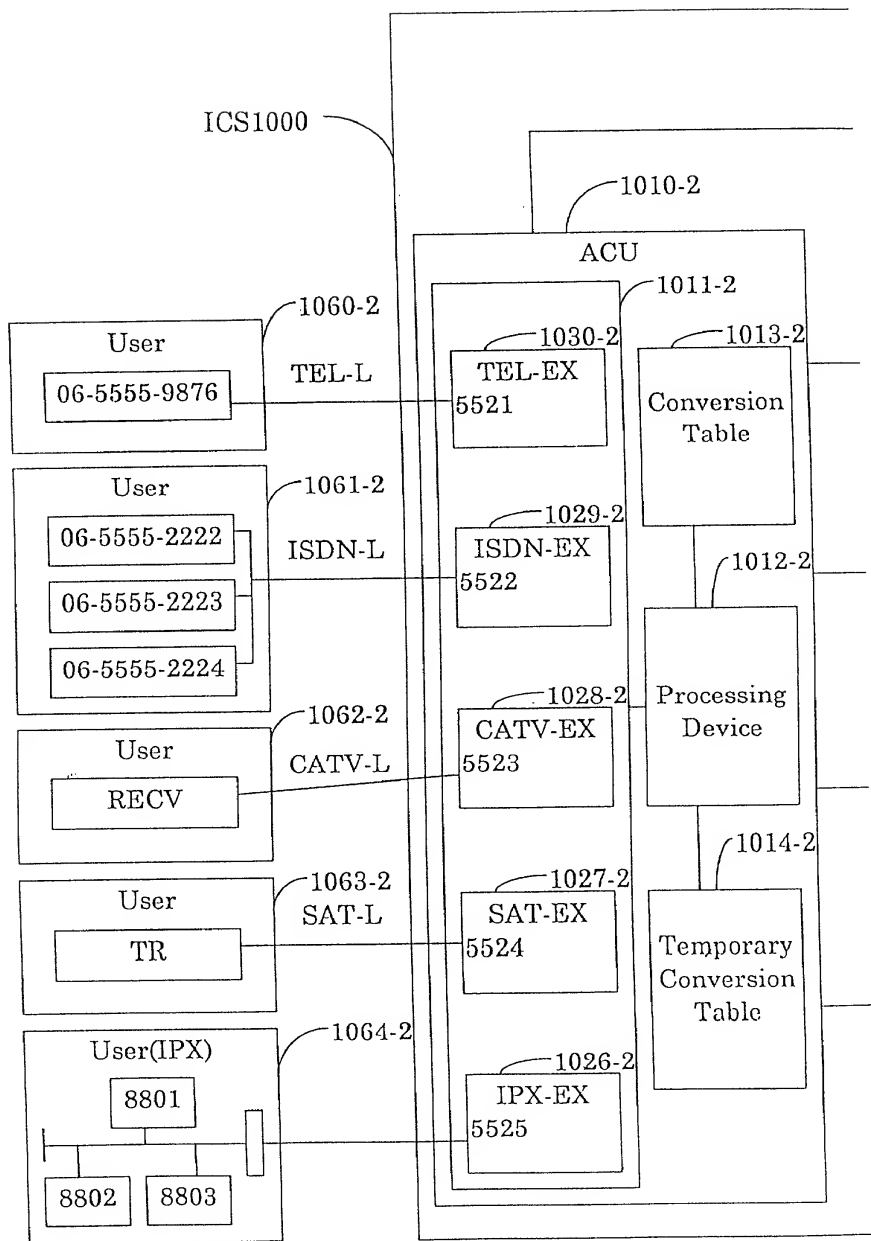 ICS1000
1010-2
ACU
1011-2
1060-2
User
06-5555-9876
TEL-L
1030-2
TEL-EX
5521
1013-2
Conversion
Table
1061-2
User
06-5555-2222
06-5555-2223
06-5555-2224
ISDN-L
1029-2
ISDN-EX
5522
1012-2
Processing
Device
1062-2
User
RECV
CATV-L
1028-2
CATV-EX
5523
1014-2
Temporary
Conversion
Table
1063-2
User
TR
SAT-L
1027-2
SAT-EX
5524
1064-2
User(IPX)
8801
8802
8803
1026-2
IPX-EX
5525